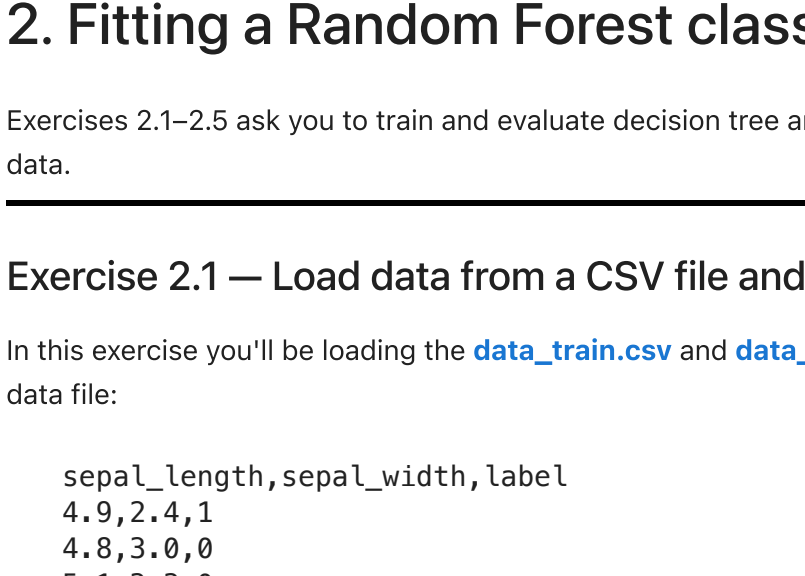 2. Fitting a Random Forest class
Exercises 2.1–2.5 ask you to train and evaluate decision tree
data.
Exercise 2.1 — Load data from a CSV file and
In this exercise you'll be loading the data_train.csv and data_
data file:
sepal_length,sepal_width,label
4.9,2.4,1
4.8,3.0,0